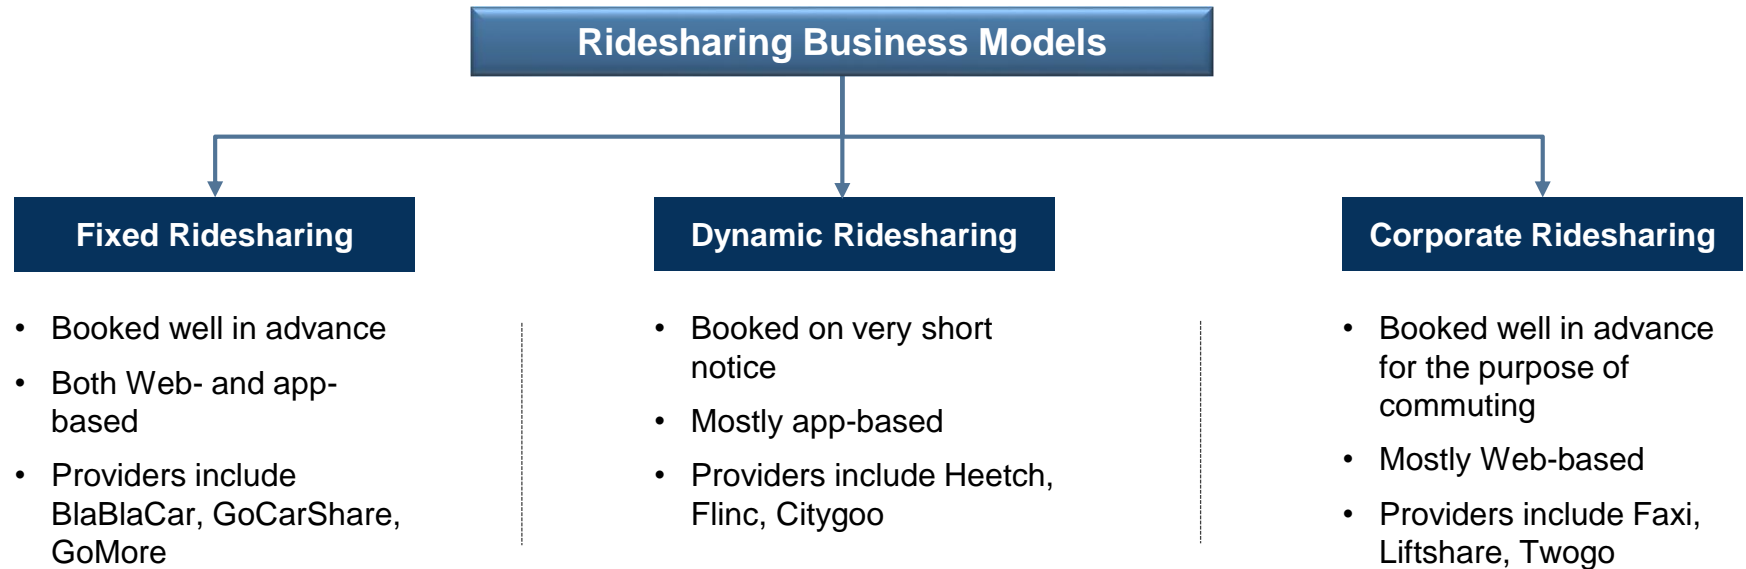 Ridesharing Business Models
Fixed Ridesharing
• Booked well in advance
• Both Web- and app-
based
• Providers include
BlaBlaCar, GoCarShare,
GoMore
Dynamic Ridesharing
• Booked on very short
notice
• Mostly app-based
• Providers include Heetch,
Flinc, Citygoo
Corporate Ridesharing
• Booked well in advance
for the purpose of
commuting
• Mostly Web-based
• Providers include Faxi,
Liftshare, Twogo